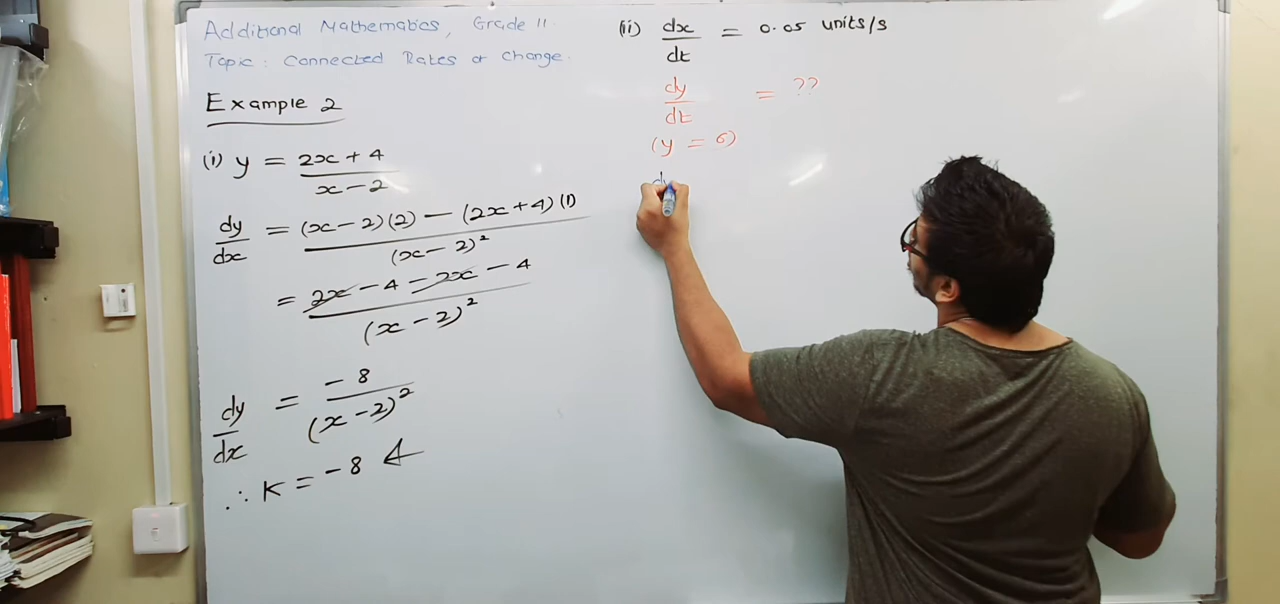 Additional Mathematics, Grade 11.
Topic: Connected Rates of Change.
Example 2
(i) y = 2x + 4
x - 2
dy = (x - 2)(2) - (2x + 4)(1)
dx (x - 2)²
= 2x - 4 - 2x - 4
(x - 2)²
dy = - 8
dx (x - 2)²
∴ K = - 8
(ii) dx = 0.05 units/s
dt
dy = ??
dt
(y = 6)
dy